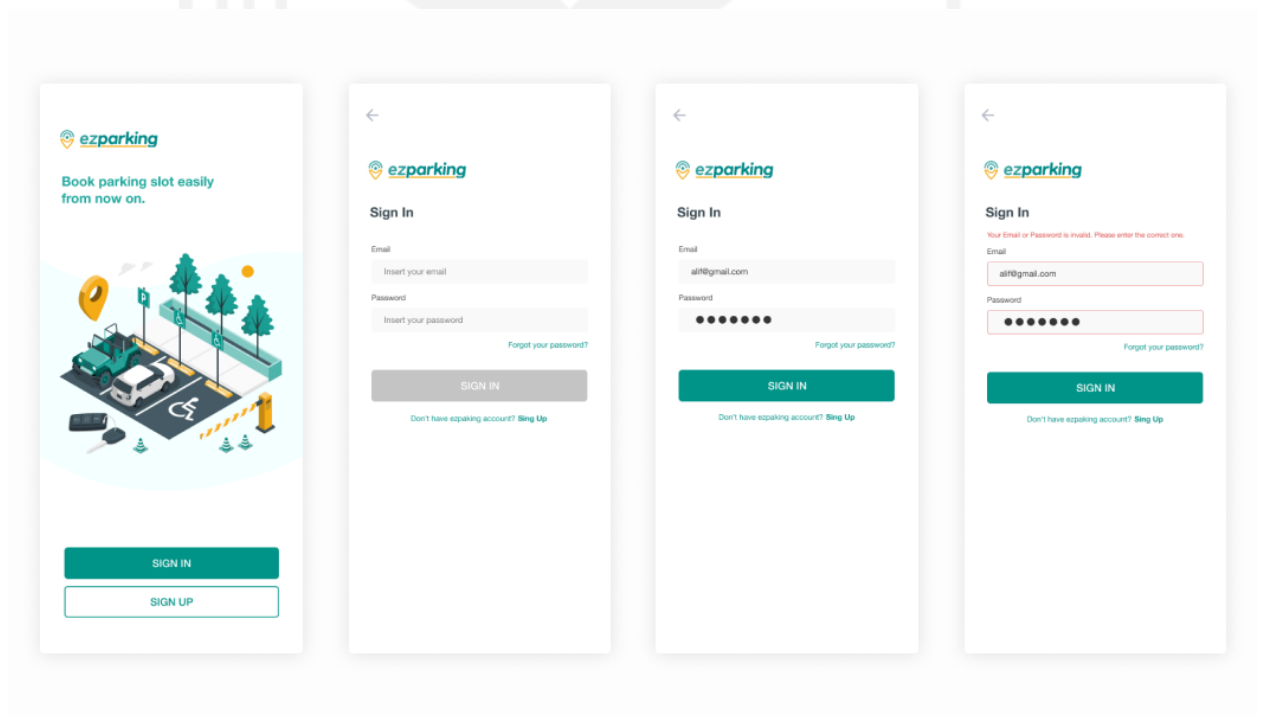 ezparking
Book parking slot easily
from now on.
P
SIGN IN
SIGN UP
ezparking
Sign In
Email
Insert your email
Password
Insert your password
Forgot your password?
SIGN IN
Don't have ezpaking account? Sing Up
ezparking
Sign In
Email
alif@gmail.com
Password
Forgot your password?
SIGN IN
Don't have ezpaking account? Sing Up
ezparking
Sign In
Your Email or Password is invalid. Please enter the correct one.
Email
alif@gmail.com
Password
Forgot your password?
SIGN IN
Don't have ezpaking account? Sing Up